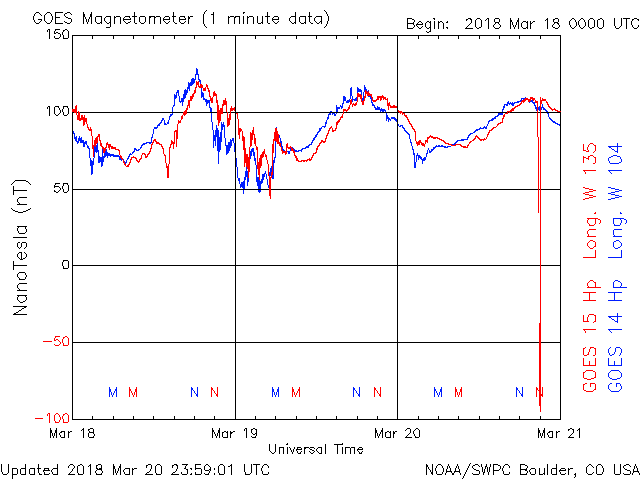 GOES Magnetometer (1 minute data)
Begin: 2018 Mar 18 0000 UTC
150
100
50
0
-50
-100
NanoTesla (nT)
M M N N M M N N M M N N
Mar 18 Mar 19 Mar 20 Mar 21
Universal Time
GOES 15 Hp Long. W 135
GOES 14 Hp Long. W 104
Updated 2018 Mar 20 23:59:01 UTC
NOAA/SWPC Boulder, CO USA